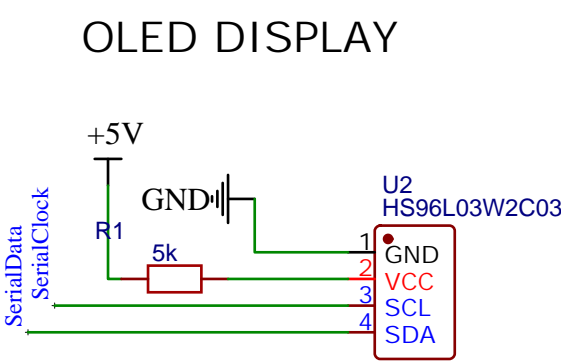 OLED DISPLAY
+5V
GND
U2
HS96L03W2C03
R1
5k
SerialData
SerialClock
1
GND
2
VCC
3
SCL
4
SDA